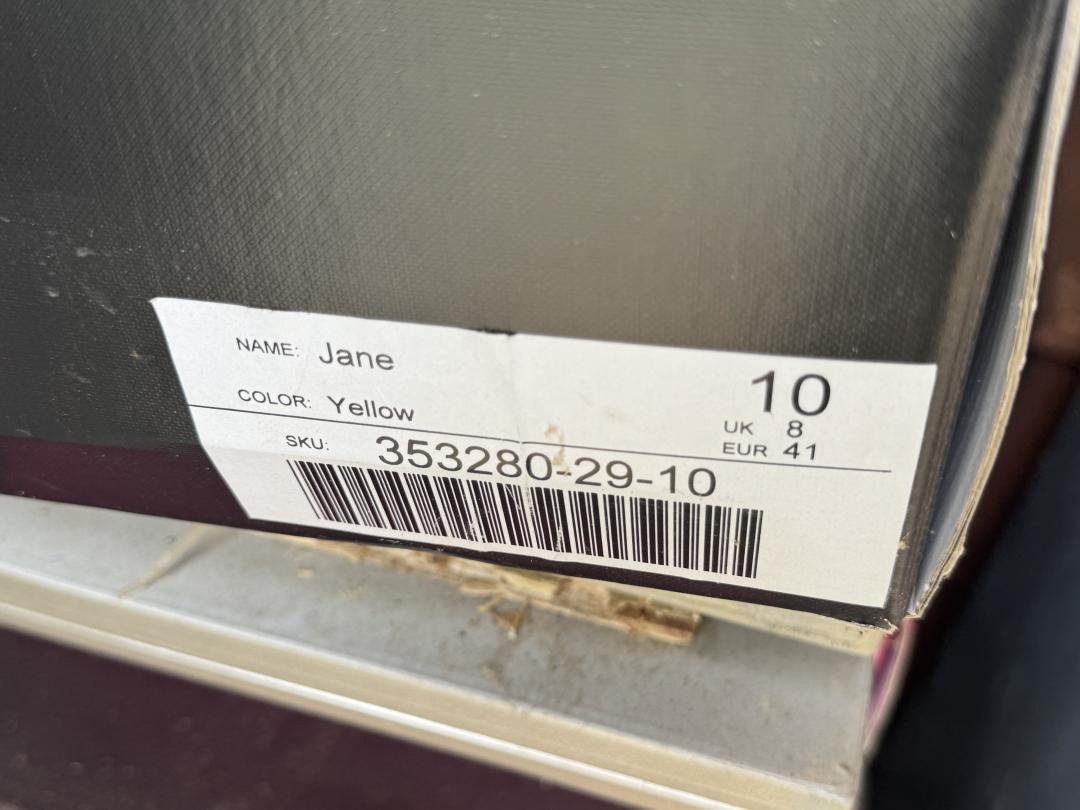 NAME: Jane
COLOR: Yellow
10
UK 8
EUR 41
SKU: 353280-29-10